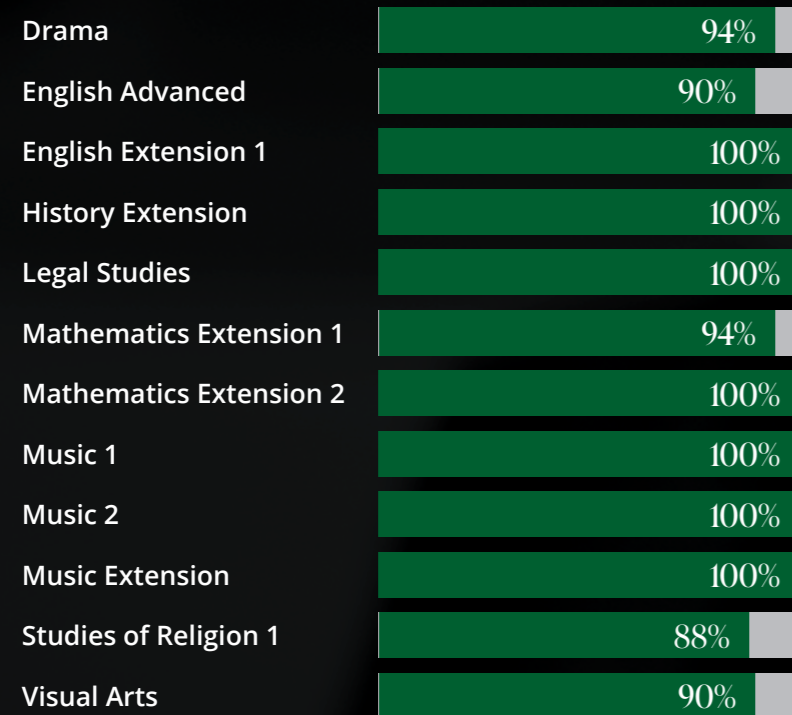 Drama 94%
English Advanced 90%
English Extension 1 100%
History Extension 100%
Legal Studies 100%
Mathematics Extension 1 94%
Mathematics Extension 2 100%
Music 1 100%
Music 2 100%
Music Extension 100%
Studies of Religion 1 88%
Visual Arts 90%